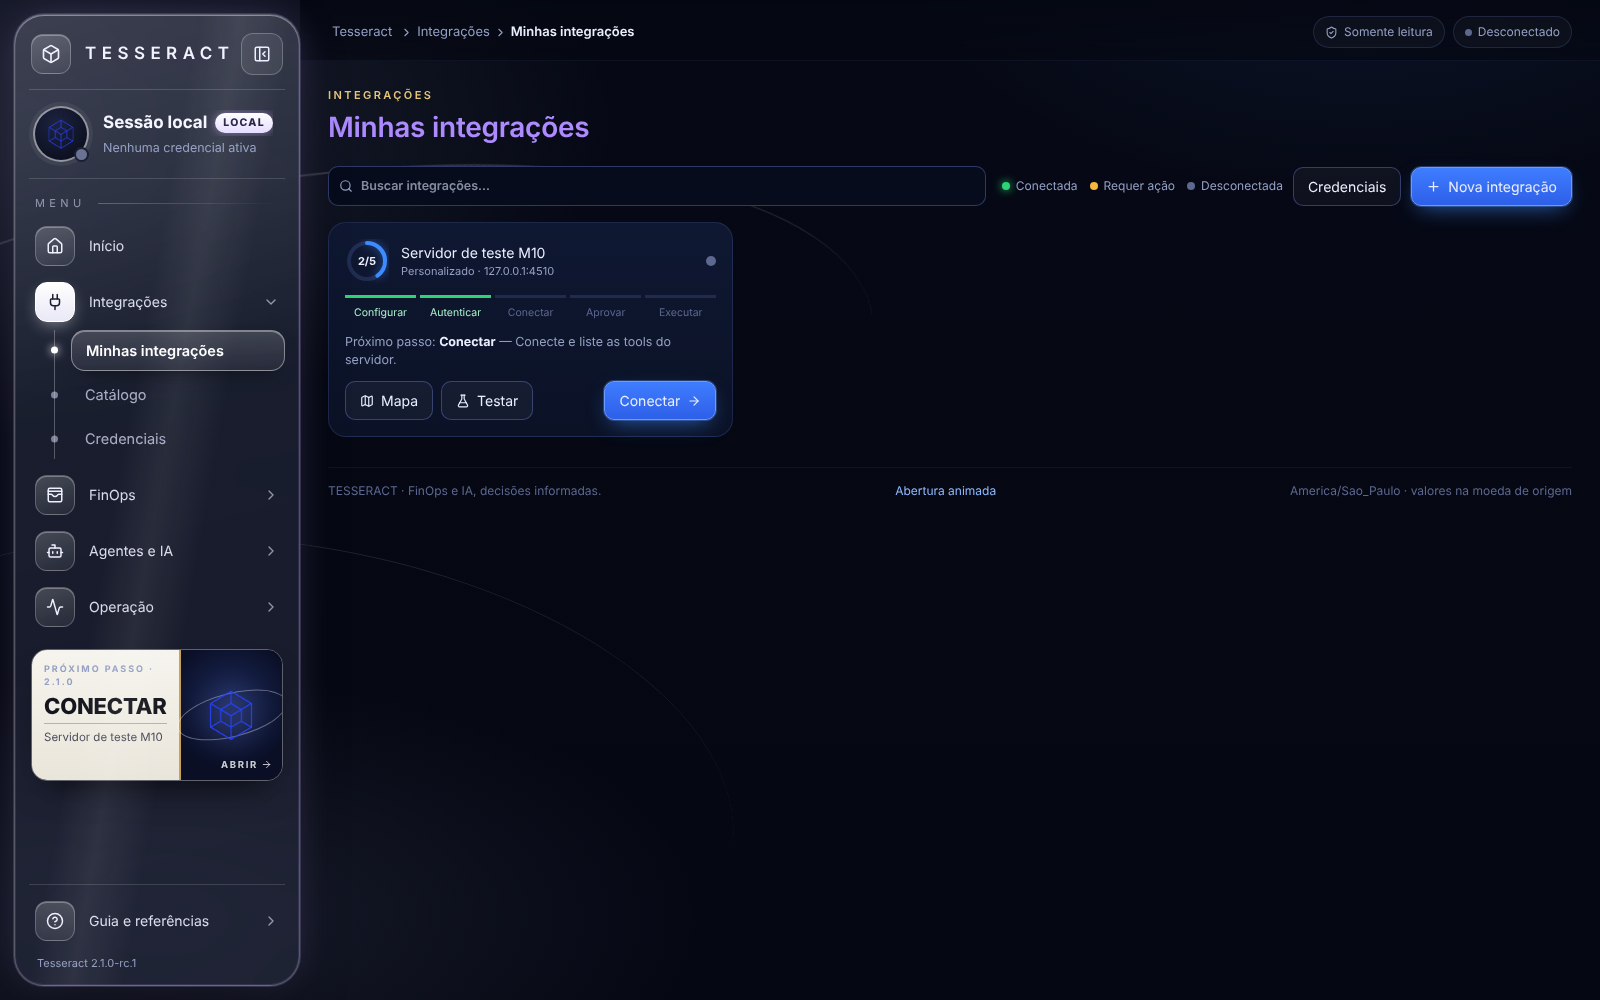 TESSERACT
Sessão local LOCAL
Nenhuma credencial ativa
MENU
Início
Integrações
Minhas integrações
Catálogo
Credenciais
FinOps
Agentes e IA
Operação
PRÓXIMO PASSO ·
2.1.0
CONECTAR
Servidor de teste M10
ABRIR →
Guia e referências
Tesseract 2.1.0-rc.1
Tesseract > Integrações > Minhas integrações
Somente leitura
Desconectado
INTEGRAÇÕES
Minhas integrações
Buscar integrações...
Conectada
Requer ação
Desconectada
Credenciais
+ Nova integração
2/5
Servidor de teste M10
Personalizado · 127.0.0.1:4510
Configurar
Autenticar
Conectar
Aprovar
Executar
Próximo passo: Conectar — Conecte e liste as tools do
servidor.
Mapa
Testar
Conectar →
TESSERACT · FinOps e IA, decisões informadas.
Abertura animada
America/Sao_Paulo · valores na moeda de origem